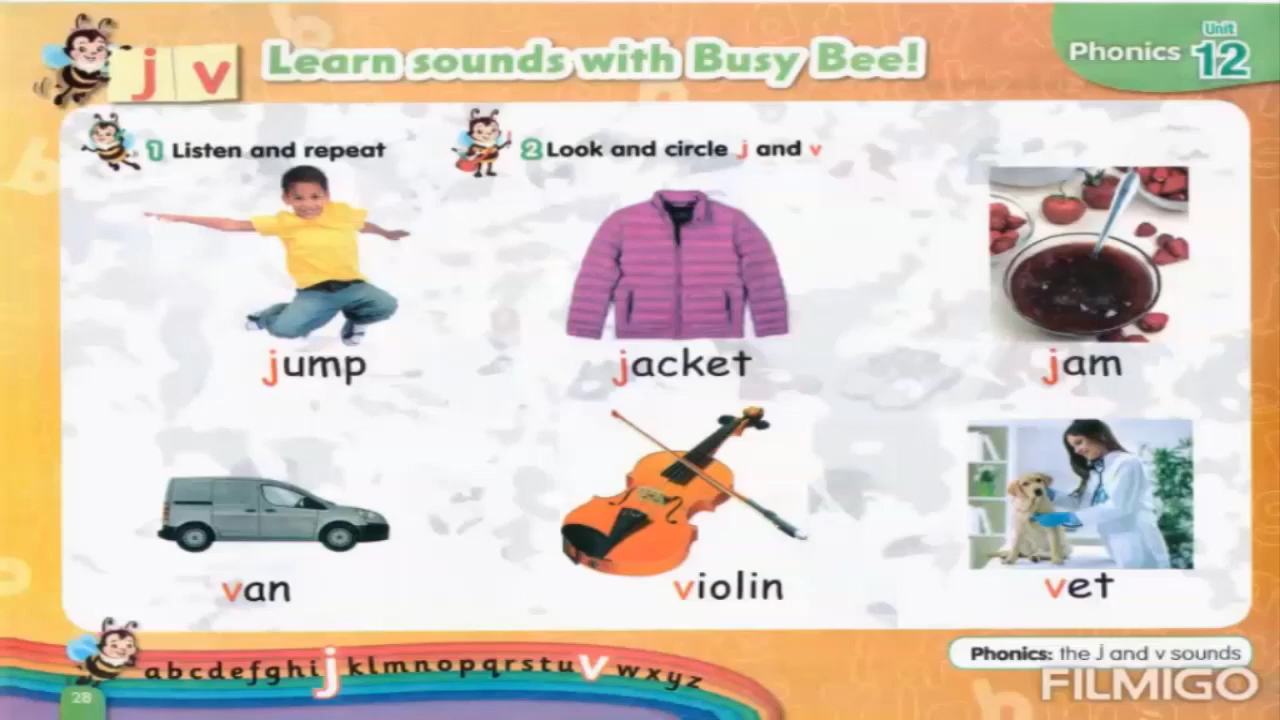 j v
Learn sounds with Busy Bee!
Phonics Unit 12
1 Listen and repeat
2 Look and circle j and v
jump
jacket
jam
van
violin
vet
abcdefghijklmnopqrstuvwxyz
Phonics: the j and v sounds
28
FILMIGO